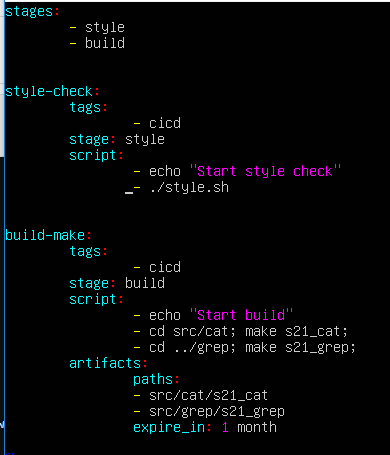 stages:
- style
- build
style-check:
tags:
- cicd
stage: style
script:
- echo "Start style check"
- ./style.sh
build-make:
tags:
- cicd
stage: build
script:
- echo "Start build"
- cd src/cat; make s21_cat;
- cd ../grep; make s21_grep;
artifacts:
paths:
- src/cat/s21_cat
- src/grep/s21_grep
expire_in: 1 month